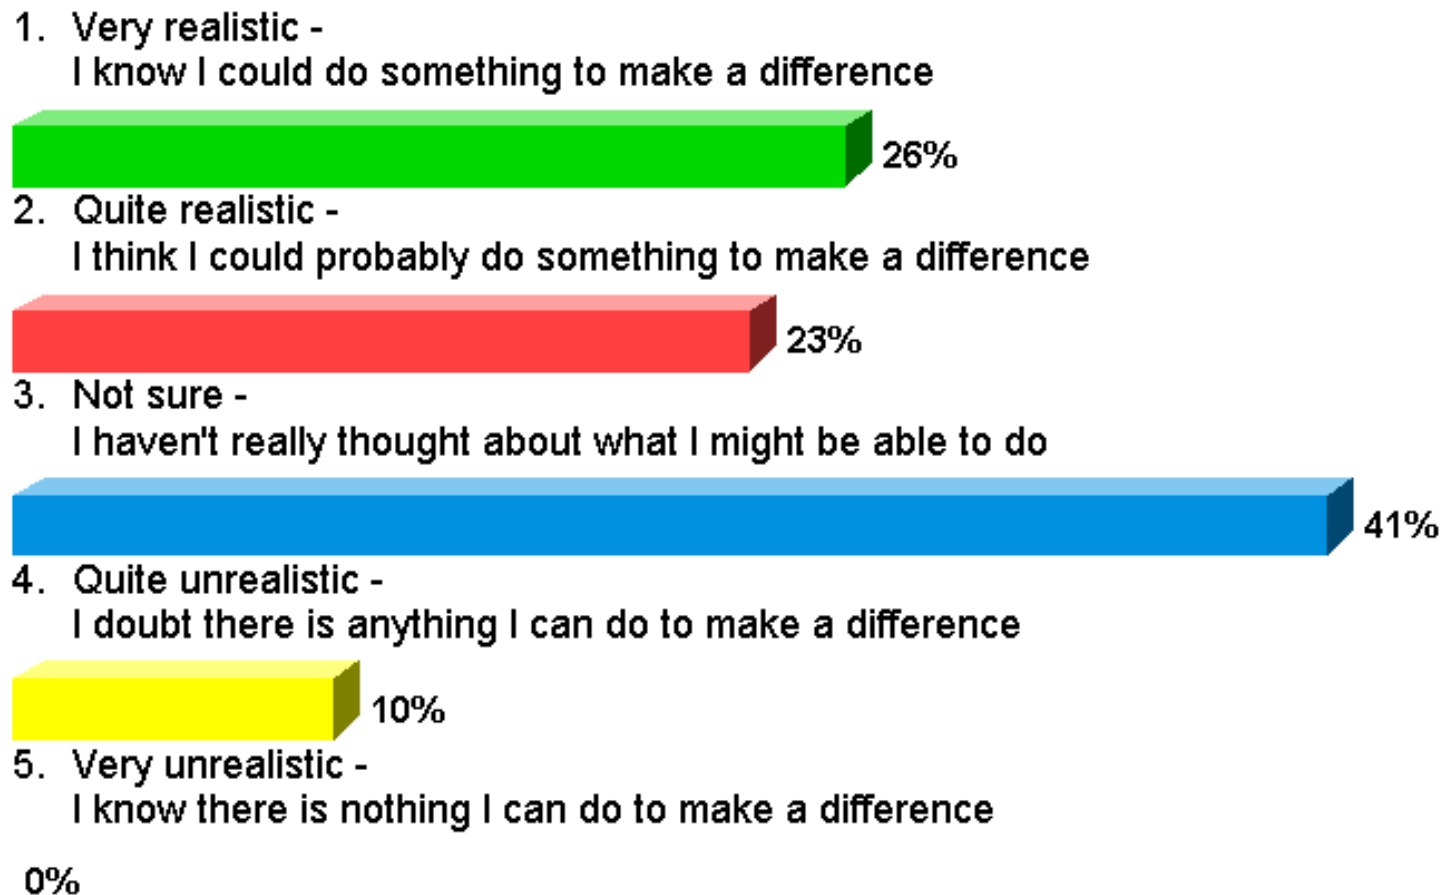 1. Very realistic -
I know I could do something to make a difference
26%
2. Quite realistic -
I think I could probably do something to make a difference
23%
3. Not sure -
I haven't really thought about what I might be able to do
41%
4. Quite unrealistic -
I doubt there is anything I can do to make a difference
10%
5. Very unrealistic -
I know there is nothing I can do to make a difference
0%